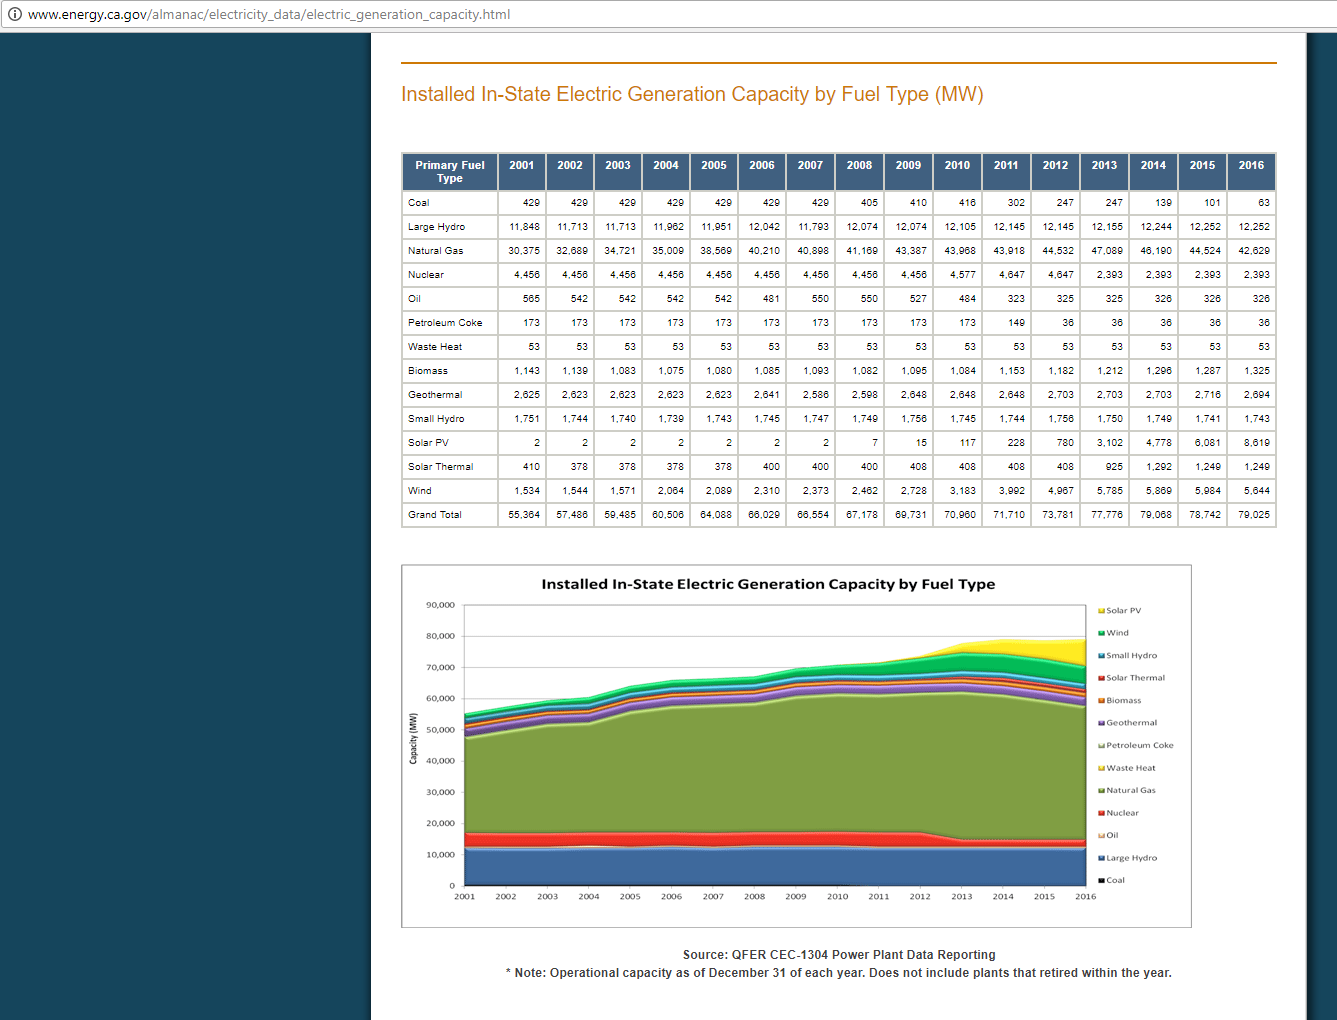 www.energy.ca.gov/almanac/electricity_data/electric_generation_capacity.html
Installed In-State Electric Generation Capacity by Fuel Type (MW)
Primary Fuel Type 2001 2002 2003 2004 2005 2006 2007 2008 2009 2010 2011 2012 2013 2014 2015 2016
Coal 429 429 429 429 429 429 429 405 410 416 302 247 247 139 101 63
Large Hydro 11,848 11,713 11,713 11,962 11,951 12,042 11,793 12,074 12,074 12,105 12,145 12,145 12,155 12,244 12,252 12,252
Natural Gas 30,375 32,689 34,721 35,009 38,569 40,210 40,898 41,169 43,387 43,968 43,918 44,532 47,089 46,190 44,524 42,629
Nuclear 4,456 4,456 4,456 4,456 4,456 4,456 4,456 4,456 4,456 4,577 4,647 4,647 2,393 2,393 2,393 2,393
Oil 565 542 542 542 542 481 550 550 527 484 323 325 325 326 326 326
Petroleum Coke 173 173 173 173 173 173 173 173 173 173 149 36 36 36 36 36
Waste Heat 53 53 53 53 53 53 53 53 53 53 53 53 53 53 53 53
Biomass 1,143 1,139 1,083 1,075 1,080 1,085 1,093 1,082 1,095 1,084 1,153 1,182 1,212 1,296 1,287 1,325
Geothermal 2,625 2,623 2,623 2,623 2,623 2,641 2,586 2,598 2,648 2,648 2,648 2,703 2,703 2,703 2,716 2,694
Small Hydro 1,751 1,744 1,740 1,739 1,743 1,745 1,747 1,749 1,756 1,745 1,744 1,756 1,750 1,749 1,741 1,743
Solar PV 2 2 2 2 2 2 2 7 15 117 228 780 3,102 4,778 6,081 8,619
Solar Thermal 410 378 378 378 378 400 400 400 408 408 408 408 925 1,292 1,249 1,249
Wind 1,534 1,544 1,571 2,064 2,089 2,310 2,373 2,462 2,728 3,183 3,992 4,967 5,785 5,869 5,984 5,644
Grand Total 55,364 57,486 59,485 60,506 64,088 66,029 66,554 67,178 69,731 70,960 71,710 73,781 77,776 79,068 78,742 79,025
Installed In-State Electric Generation Capacity by Fuel Type
90,000
80,000
70,000
60,000
50,000
40,000
30,000
20,000
10,000
0
Capacity (MW)
2001 2002 2003 2004 2005 2006 2007 2008 2009 2010 2011 2012 2013 2014 2015 2016
Solar PV
Wind
Small Hydro
Solar Thermal
Biomass
Geothermal
Petroleum Coke
Waste Heat
Natural Gas
Nuclear
Oil
Large Hydro
Coal
Source: QFER CEC-1304 Power Plant Data Reporting
* Note: Operational capacity as of December 31 of each year. Does not include plants that retired within the year.